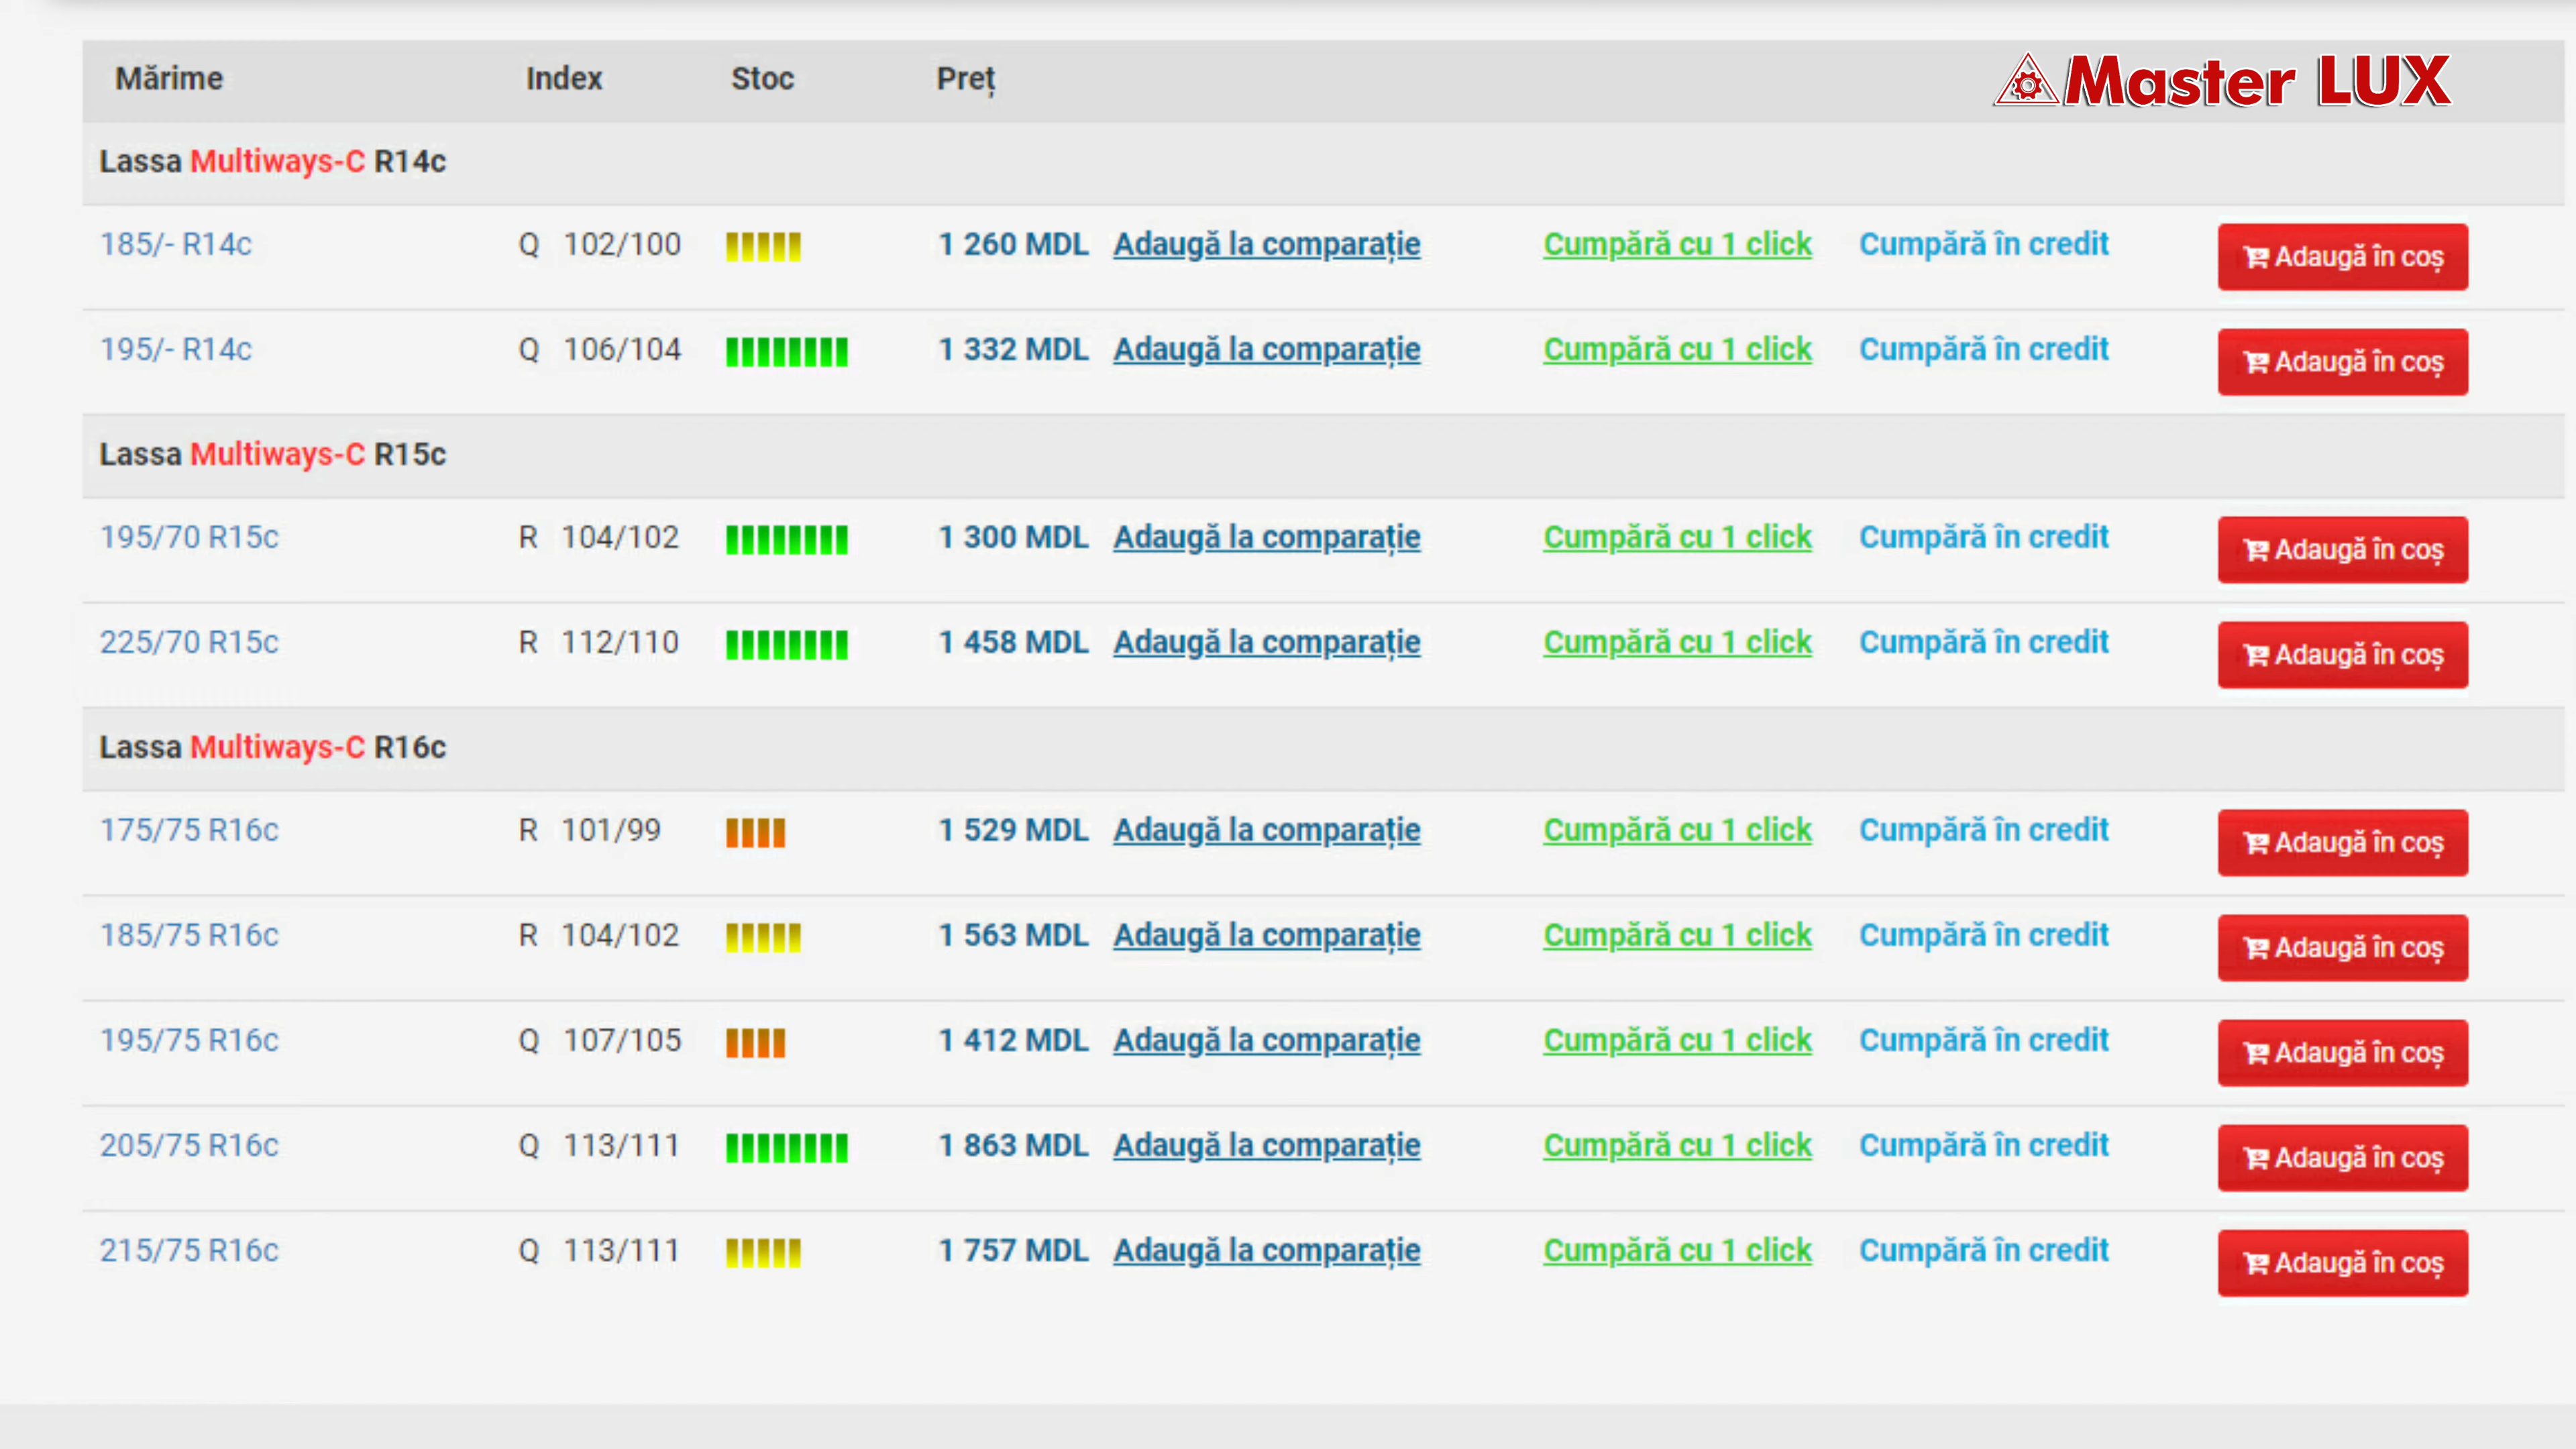 Mărime Index Stoc Preț Master LUX
Lassa Multiways-C R14c
185/- R14c Q 102/100 1 260 MDL Adaugă la comparație Cumpără cu 1 click Cumpără în credit Adaugă în coș
195/- R14c Q 106/104 1 332 MDL Adaugă la comparație Cumpără cu 1 click Cumpără în credit Adaugă în coș
Lassa Multiways-C R15c
195/70 R15c R 104/102 1 300 MDL Adaugă la comparație Cumpără cu 1 click Cumpără în credit Adaugă în coș
225/70 R15c R 112/110 1 458 MDL Adaugă la comparație Cumpără cu 1 click Cumpără în credit Adaugă în coș
Lassa Multiways-C R16c
175/75 R16c R 101/99 1 529 MDL Adaugă la comparație Cumpără cu 1 click Cumpără în credit Adaugă în coș
185/75 R16c R 104/102 1 563 MDL Adaugă la comparație Cumpără cu 1 click Cumpără în credit Adaugă în coș
195/75 R16c Q 107/105 1 412 MDL Adaugă la comparație Cumpără cu 1 click Cumpără în credit Adaugă în coș
205/75 R16c Q 113/111 1 863 MDL Adaugă la comparație Cumpără cu 1 click Cumpără în credit Adaugă în coș
215/75 R16c Q 113/111 1 757 MDL Adaugă la comparație Cumpără cu 1 click Cumpără în credit Adaugă în coș